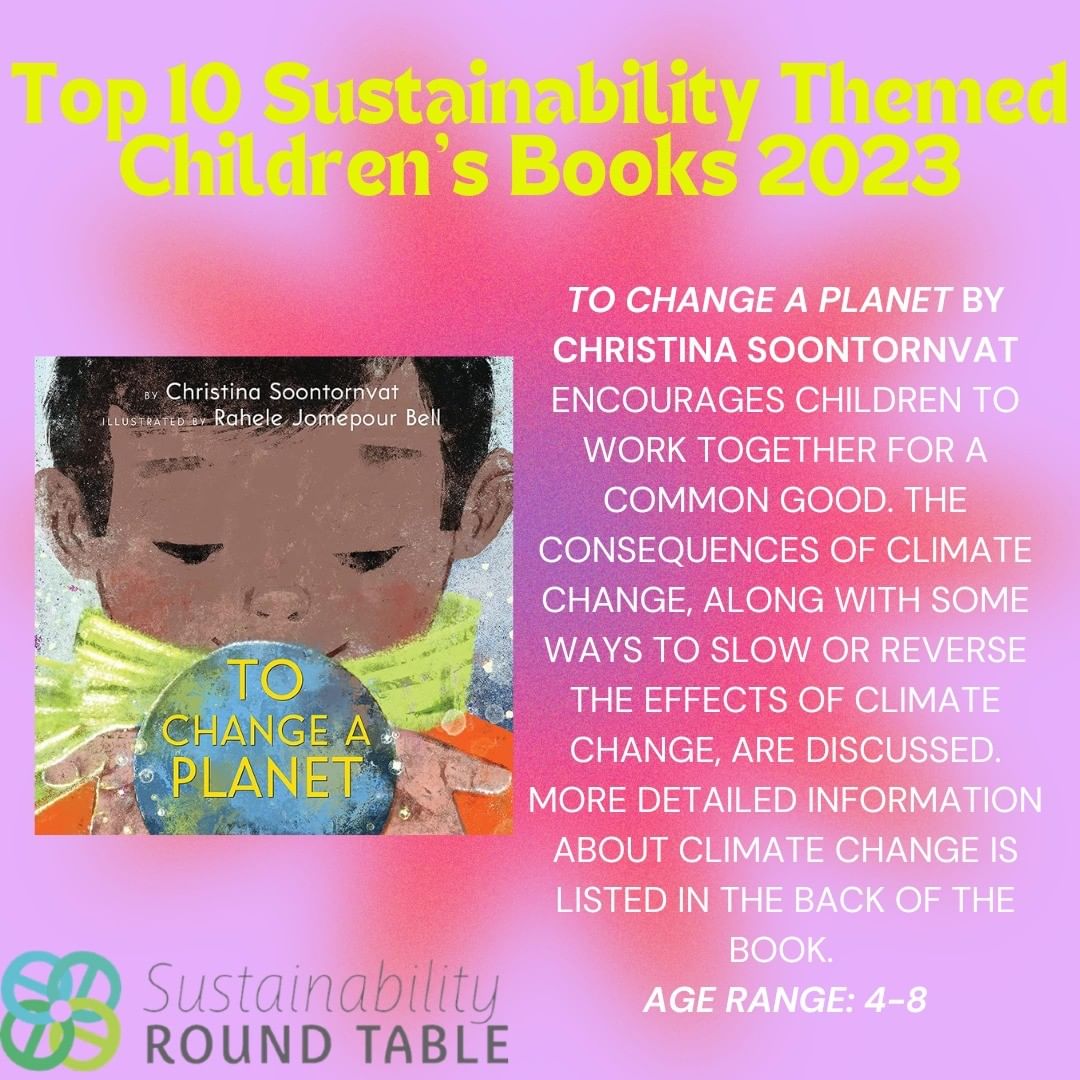 Top 10 Sustainability Themed
Children's Books 2023
BY Christina Soontornvat
ILLUSTRATED BY Rahele Jomepour Bell
TO
CHANGE A
PLANET
TO CHANGE A PLANET BY
CHRISTINA SOONTORNVAT
ENCOURAGES CHILDREN TO
WORK TOGETHER FOR A
COMMON GOOD. THE
CONSEQUENCES OF CLIMATE
CHANGE, ALONG WITH SOME
WAYS TO SLOW OR REVERSE
THE EFFECTS OF CLIMATE
CHANGE, ARE DISCUSSED.
MORE DETAILED INFORMATION
ABOUT CLIMATE CHANGE IS
LISTED IN THE BACK OF THE
BOOK.
AGE RANGE: 4-8
Sustainability
ROUND TABLE